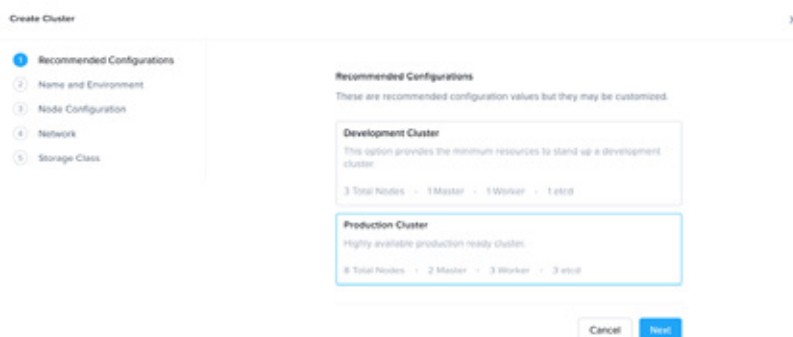 Create Cluster
1 Recommended Configurations
2 Name and Environment
3 Node Configuration
4 Network
5 Storage Class
Recommended Configurations
These are recommended configuration values but they may be customized.
Development Cluster
This option provides the minimum resources to stand up a development
cluster.
3 Total Nodes · 1 Master · 1 Worker · 1 etcd
Production Cluster
Highly available production ready cluster.
8 Total Nodes · 2 Master · 3 Worker · 3 etcd
Cancel Next